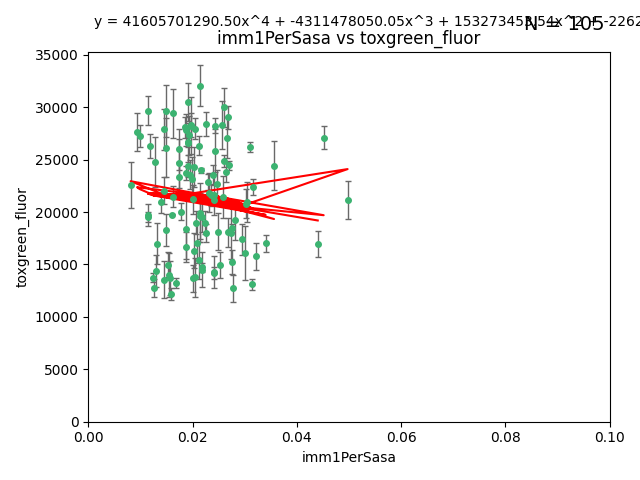 y = 41605701290.50x^4 + -4311478050.05x^3 +
N = 105
imm1PerSasa vs toxgreen_fluor
35000
30000
25000
20000
15000
10000
5000
0
toxgreen_fluor
0.00 0.02 0.04 0.06 0.08 0.10
imm1PerSasa